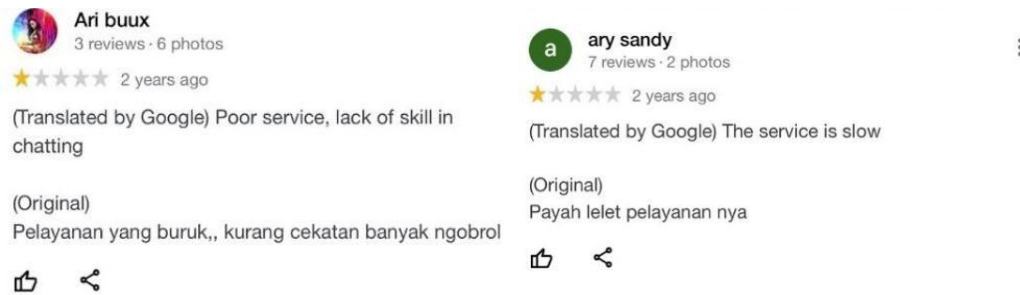 Ari buux
3 reviews · 6 photos
2 years ago
(Translated by Google) Poor service, lack of skill in
chatting
(Original)
Pelayanan yang buruk,, kurang cekatan banyak ngobrol
a
ary sandy
7 reviews · 2 photos
2 years ago
(Translated by Google) The service is slow
(Original)
Payah lelet pelayanan nya